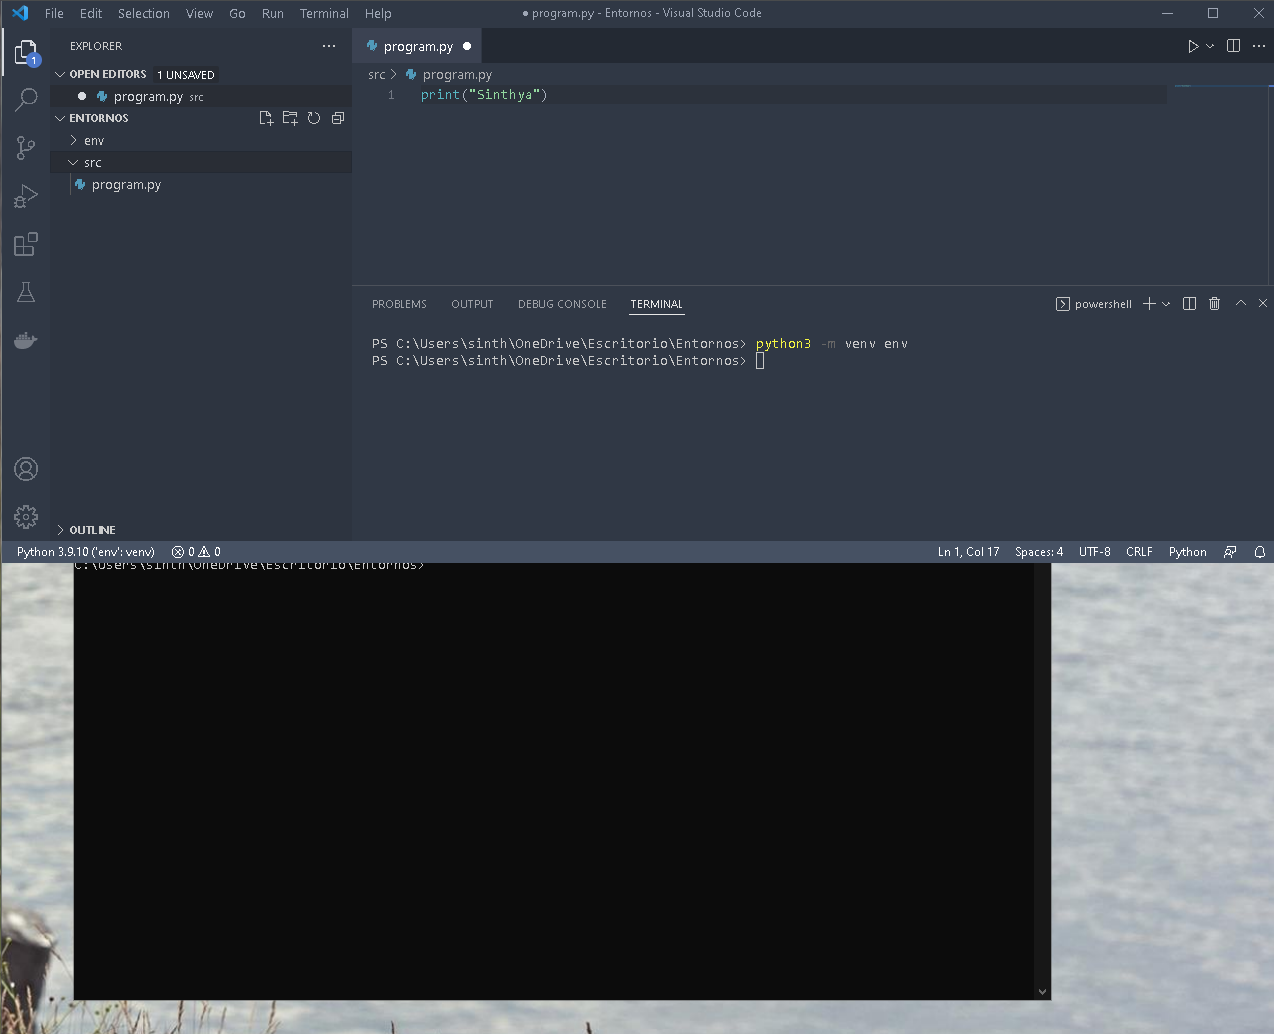 File Edit Selection View Go Run Terminal Help
● program.py - Entornos - Visual Studio Code
1
EXPLORER
OPEN EDITORS 1 UNSAVED
program.py src
ENTORNOS
env
src
program.py
OUTLINE
program.py
src > program.py
1 print("Sinthya")
PROBLEMS OUTPUT DEBUG CONSOLE TERMINAL
powershell
PS C:\Users\sinth\OneDrive\Escritorio\Entornos> python3 -m venv env
PS C:\Users\sinth\OneDrive\Escritorio\Entornos>
Python 3.9.10 ('env': venv) 0 0 Ln 1, Col 17 Spaces: 4 UTF-8 CRLF Python
C:\Users\sinth\OneDrive\Escritorio\Entornos>